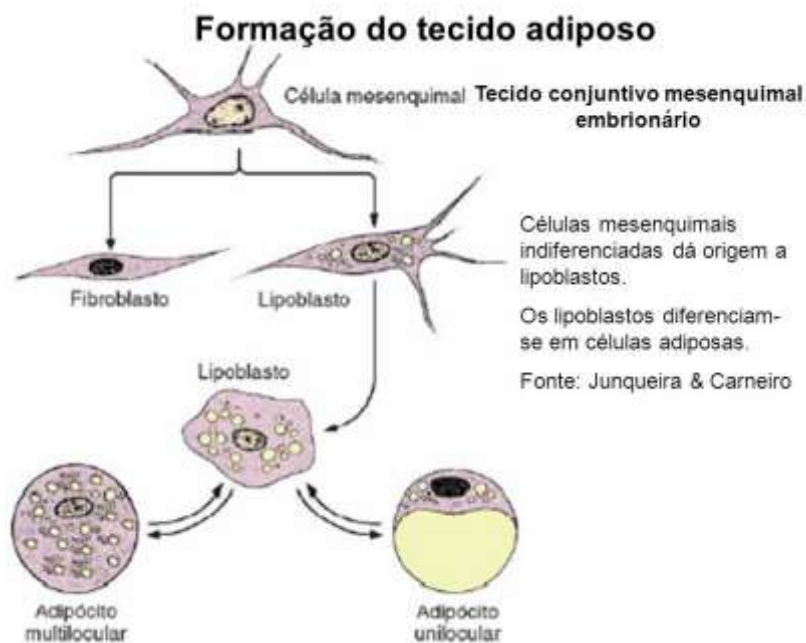 Formação do tecido adiposo
Célula mesenquimal
Tecido conjuntivo mesenquimal
embrionário
Fibroblasto
Lipoblasto
Células mesenquimais
indiferenciadas dá origem a
lipoblastos.
Os lipoblastos diferenciam-
se em células adiposas.
Fonte: Junqueira & Carneiro
Lipoblasto
Adipócito
multilocular
Adipócito
unilocular